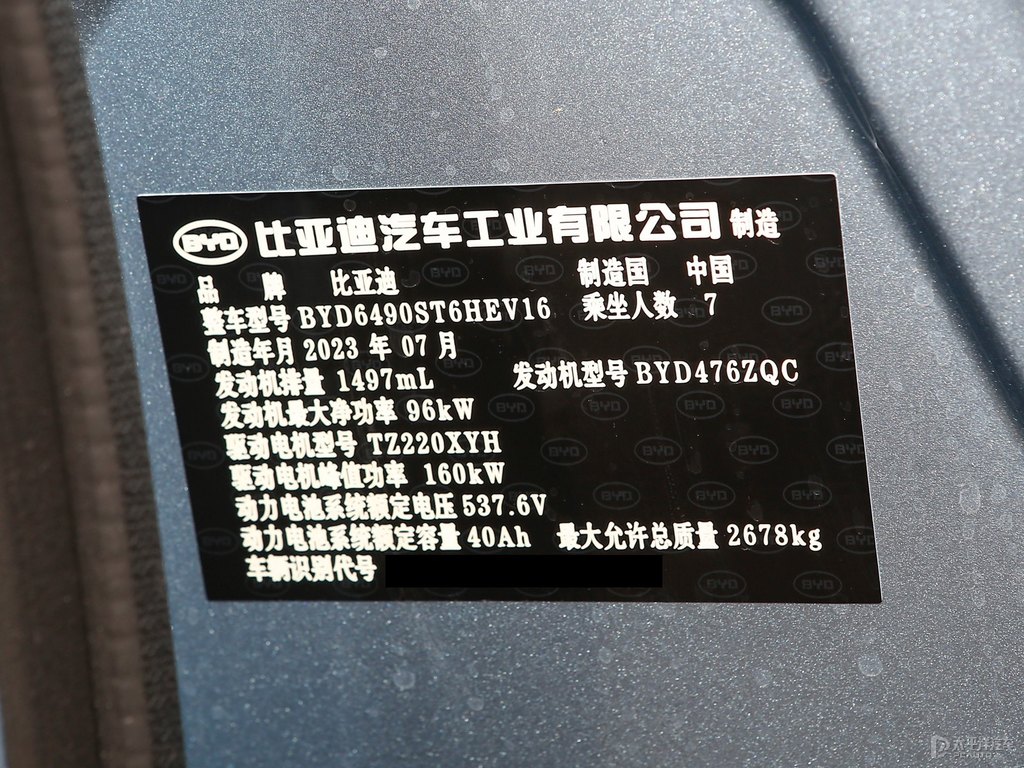 BYD 比亚迪汽车工业有限公司 制造
品 牌 比亚迪 制造国 中国
整车型号 BYD6490ST6HEV16 乘坐人数 7
制造年月 2023 年 07 月
发动机排量 1497mL 发动机型号 BYD476ZQC
发动机最大净功率 96kW
驱动电机型号 TZ220XYH
驱动电机峰值功率 160kW
动力电池系统额定电压 537.6V
动力电池系统额定容量 40Ah 最大允许总质量 2678kg
车辆识别代号
太平洋汽车